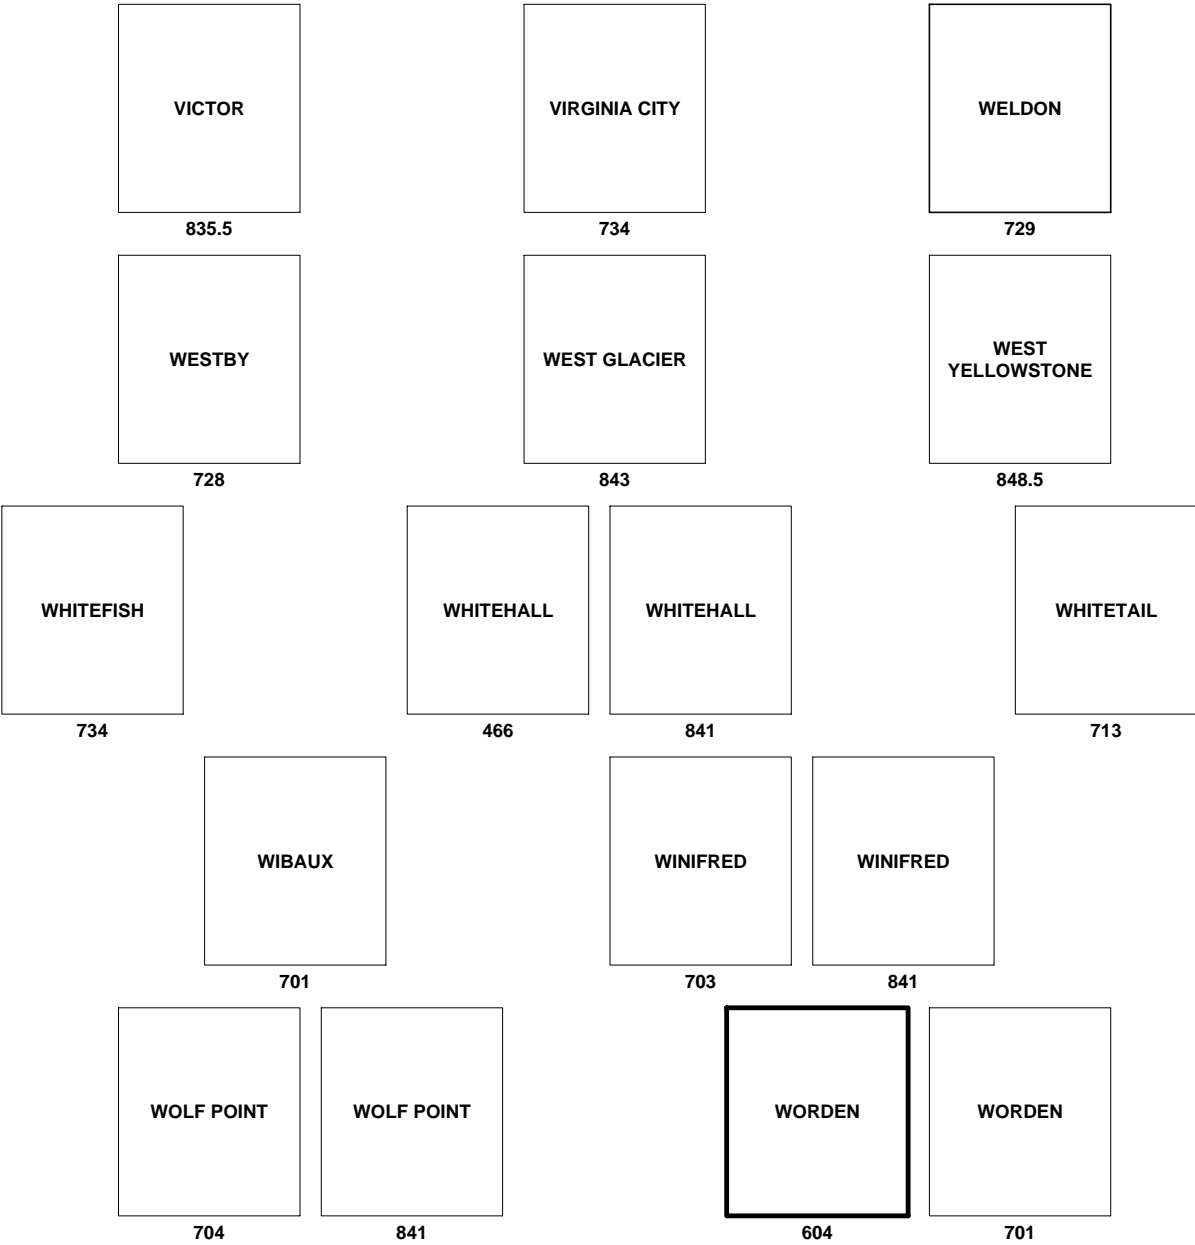 VICTOR
835.5
VIRGINIA CITY
734
WELDON
729
WESTBY
728
WEST GLACIER
843
WEST
YELLOWSTONE
848.5
WHITEFISH
734
WHITEHALL
466
WHITEHALL
841
WHITETAIL
713
WIBAUX
701
WINIFRED
703
WINIFRED
841
WOLF POINT
704
WOLF POINT
841
WORDEN
604
WORDEN
701